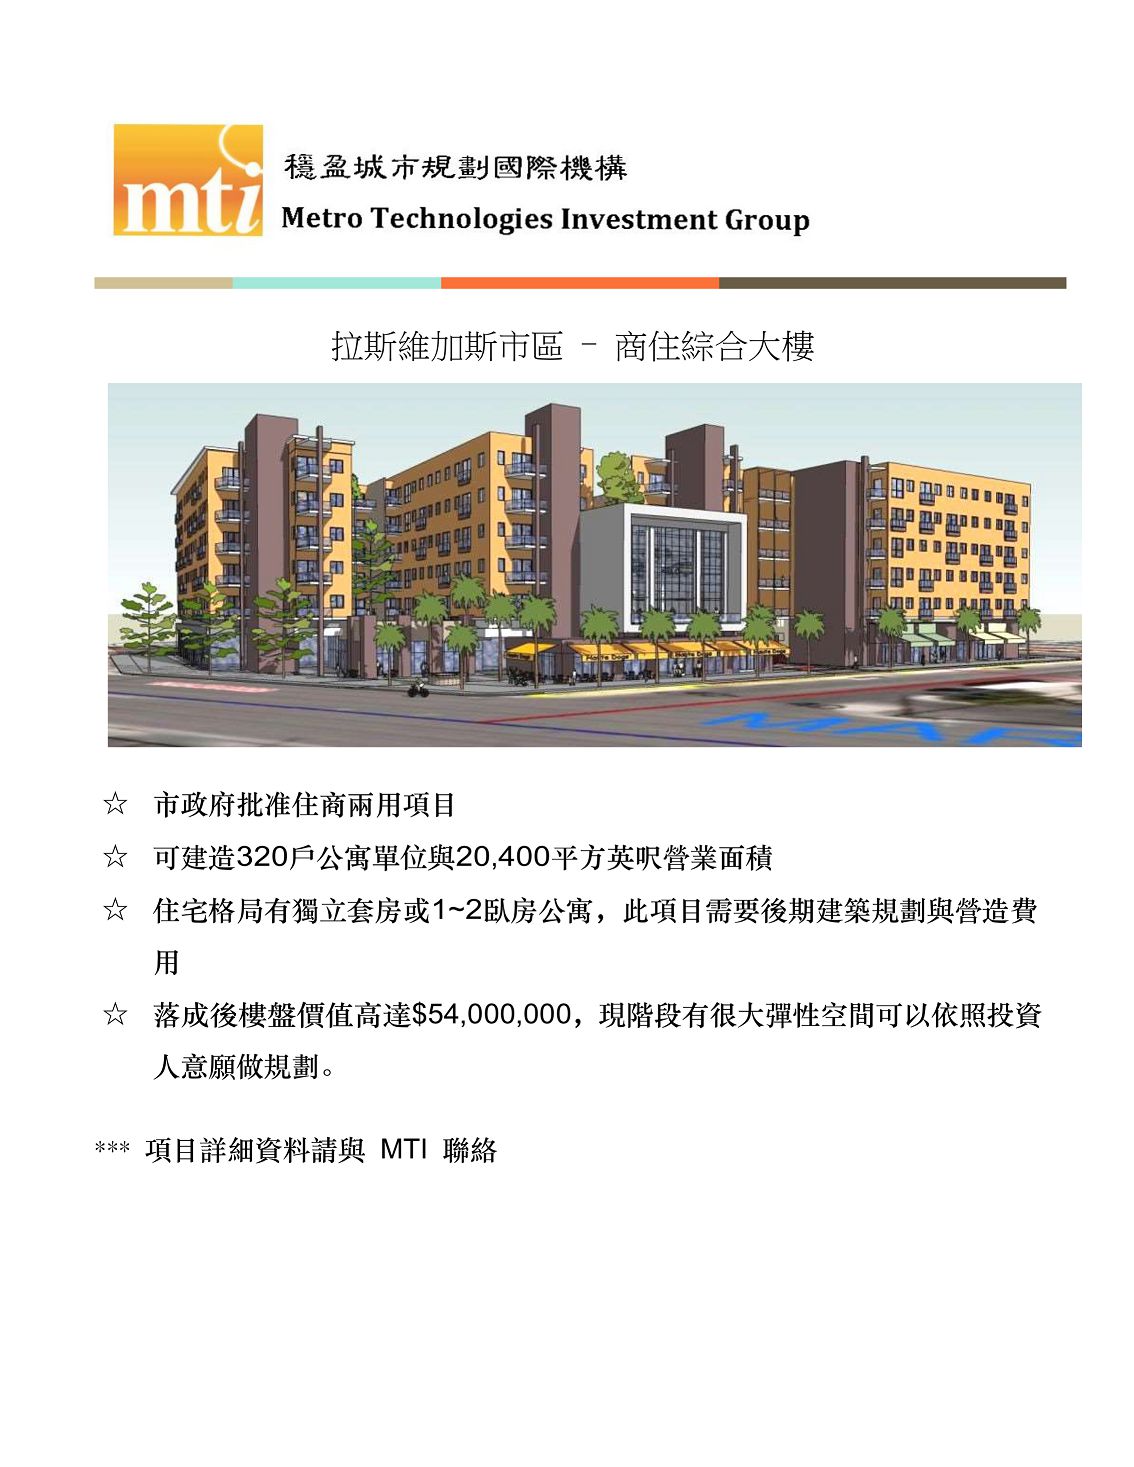 mti
穩盈城市規劃國際機構
Metro Technologies Investment Group
拉斯維加斯市區 - 商住綜合大樓
☆ 市政府批准住商兩用項目
☆ 可建造320戶公寓單位與20,400平方英呎營業面積
☆ 住宅格局有獨立套房或1~2臥房公寓，此項目需要後期建築規劃與營造費
用
☆ 落成後樓盤價值高達$54,000,000，現階段有很大彈性空間可以依照投資
人意願做規劃。
*** 項目詳細資料請與 MTI 聯絡